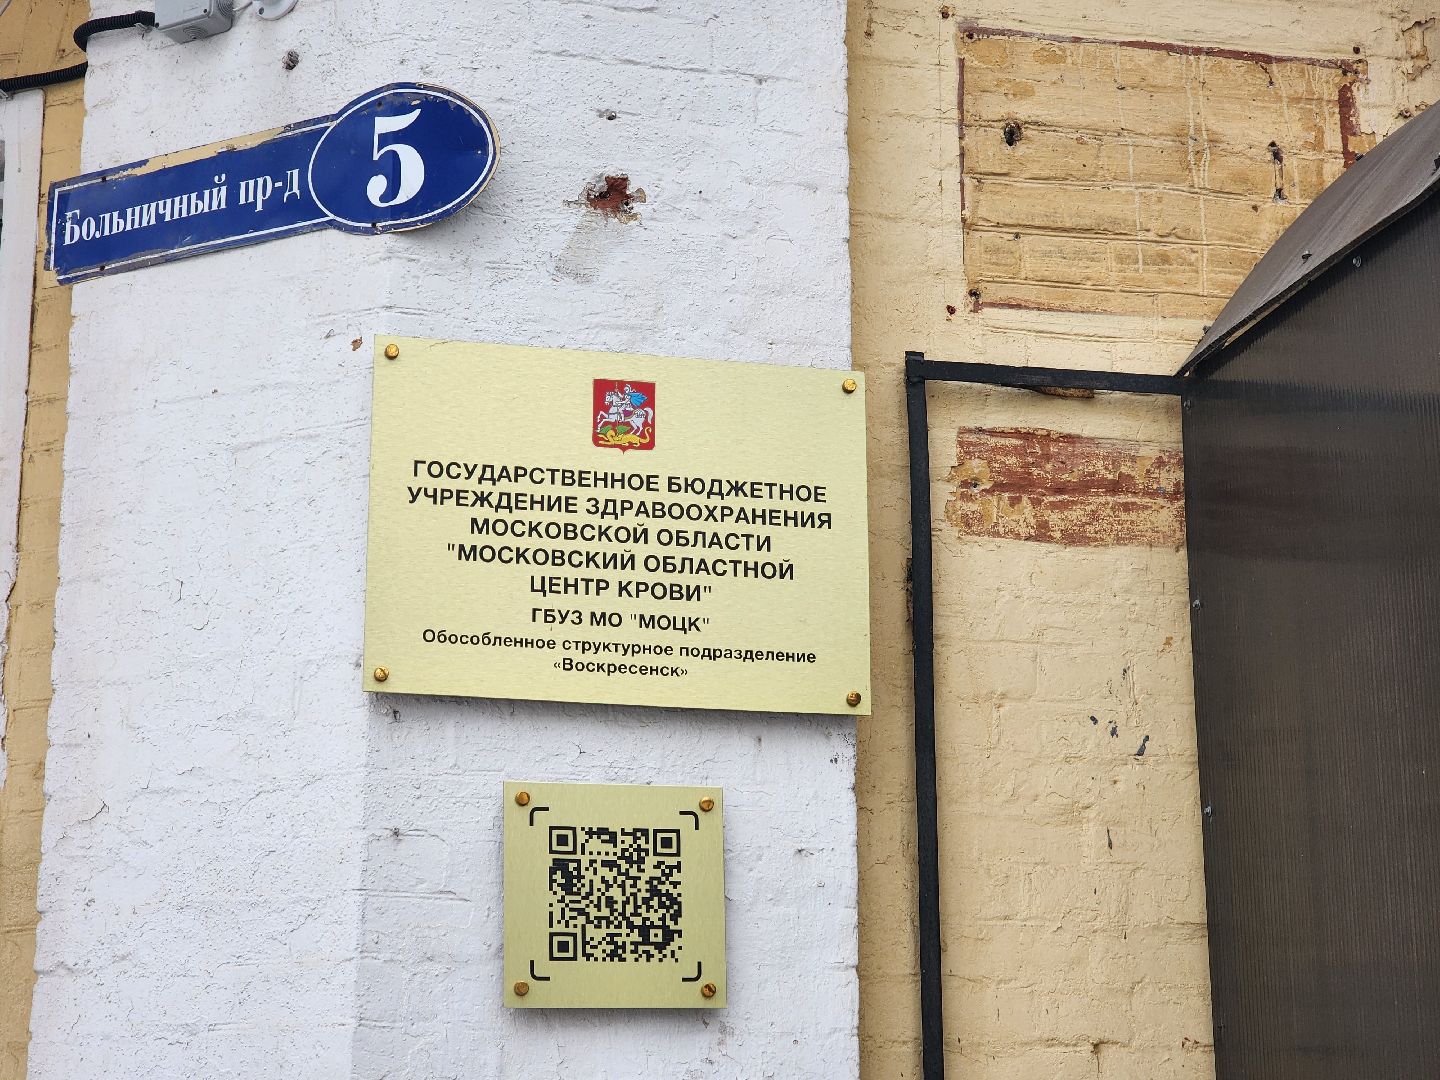 Больничный пр-д 5
ГОСУДАРСТВЕННОЕ БЮДЖЕТНОЕ
УЧРЕЖДЕНИЕ ЗДРАВООХРАНЕНИЯ
МОСКОВСКОЙ ОБЛАСТИ
"МОСКОВСКИЙ ОБЛАСТНОЙ
ЦЕНТР КРОВИ"
ГБУЗ МО "МОЦК"
Обособленное структурное подразделение
«Воскресенск»